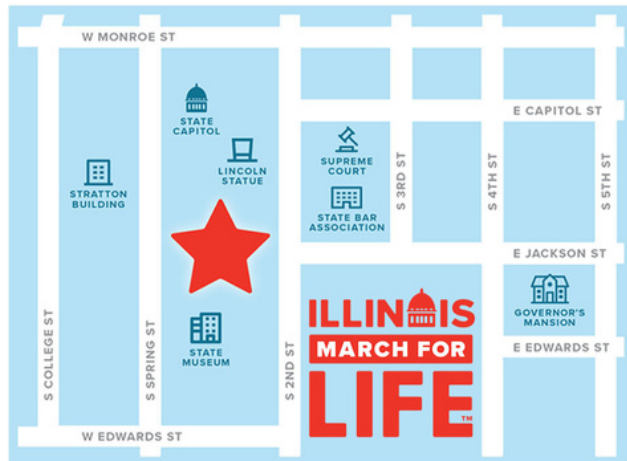 W MONROE ST
STATE
CAPITOL
E CAPITOL ST
LINCOLN
STATUE
SUPREME
COURT
STRATTON
BUILDING
STATE BAR
ASSOCIATION
S 3RD ST
S 4TH ST
S 5TH ST
E JACKSON ST
ILLINOIS
MARCH FOR
LIFE™
GOVERNOR'S
MANSION
STATE
MUSEUM
E EDWARDS ST
S COLLEGE ST
S SPRING ST
S 2ND ST
W EDWARDS ST